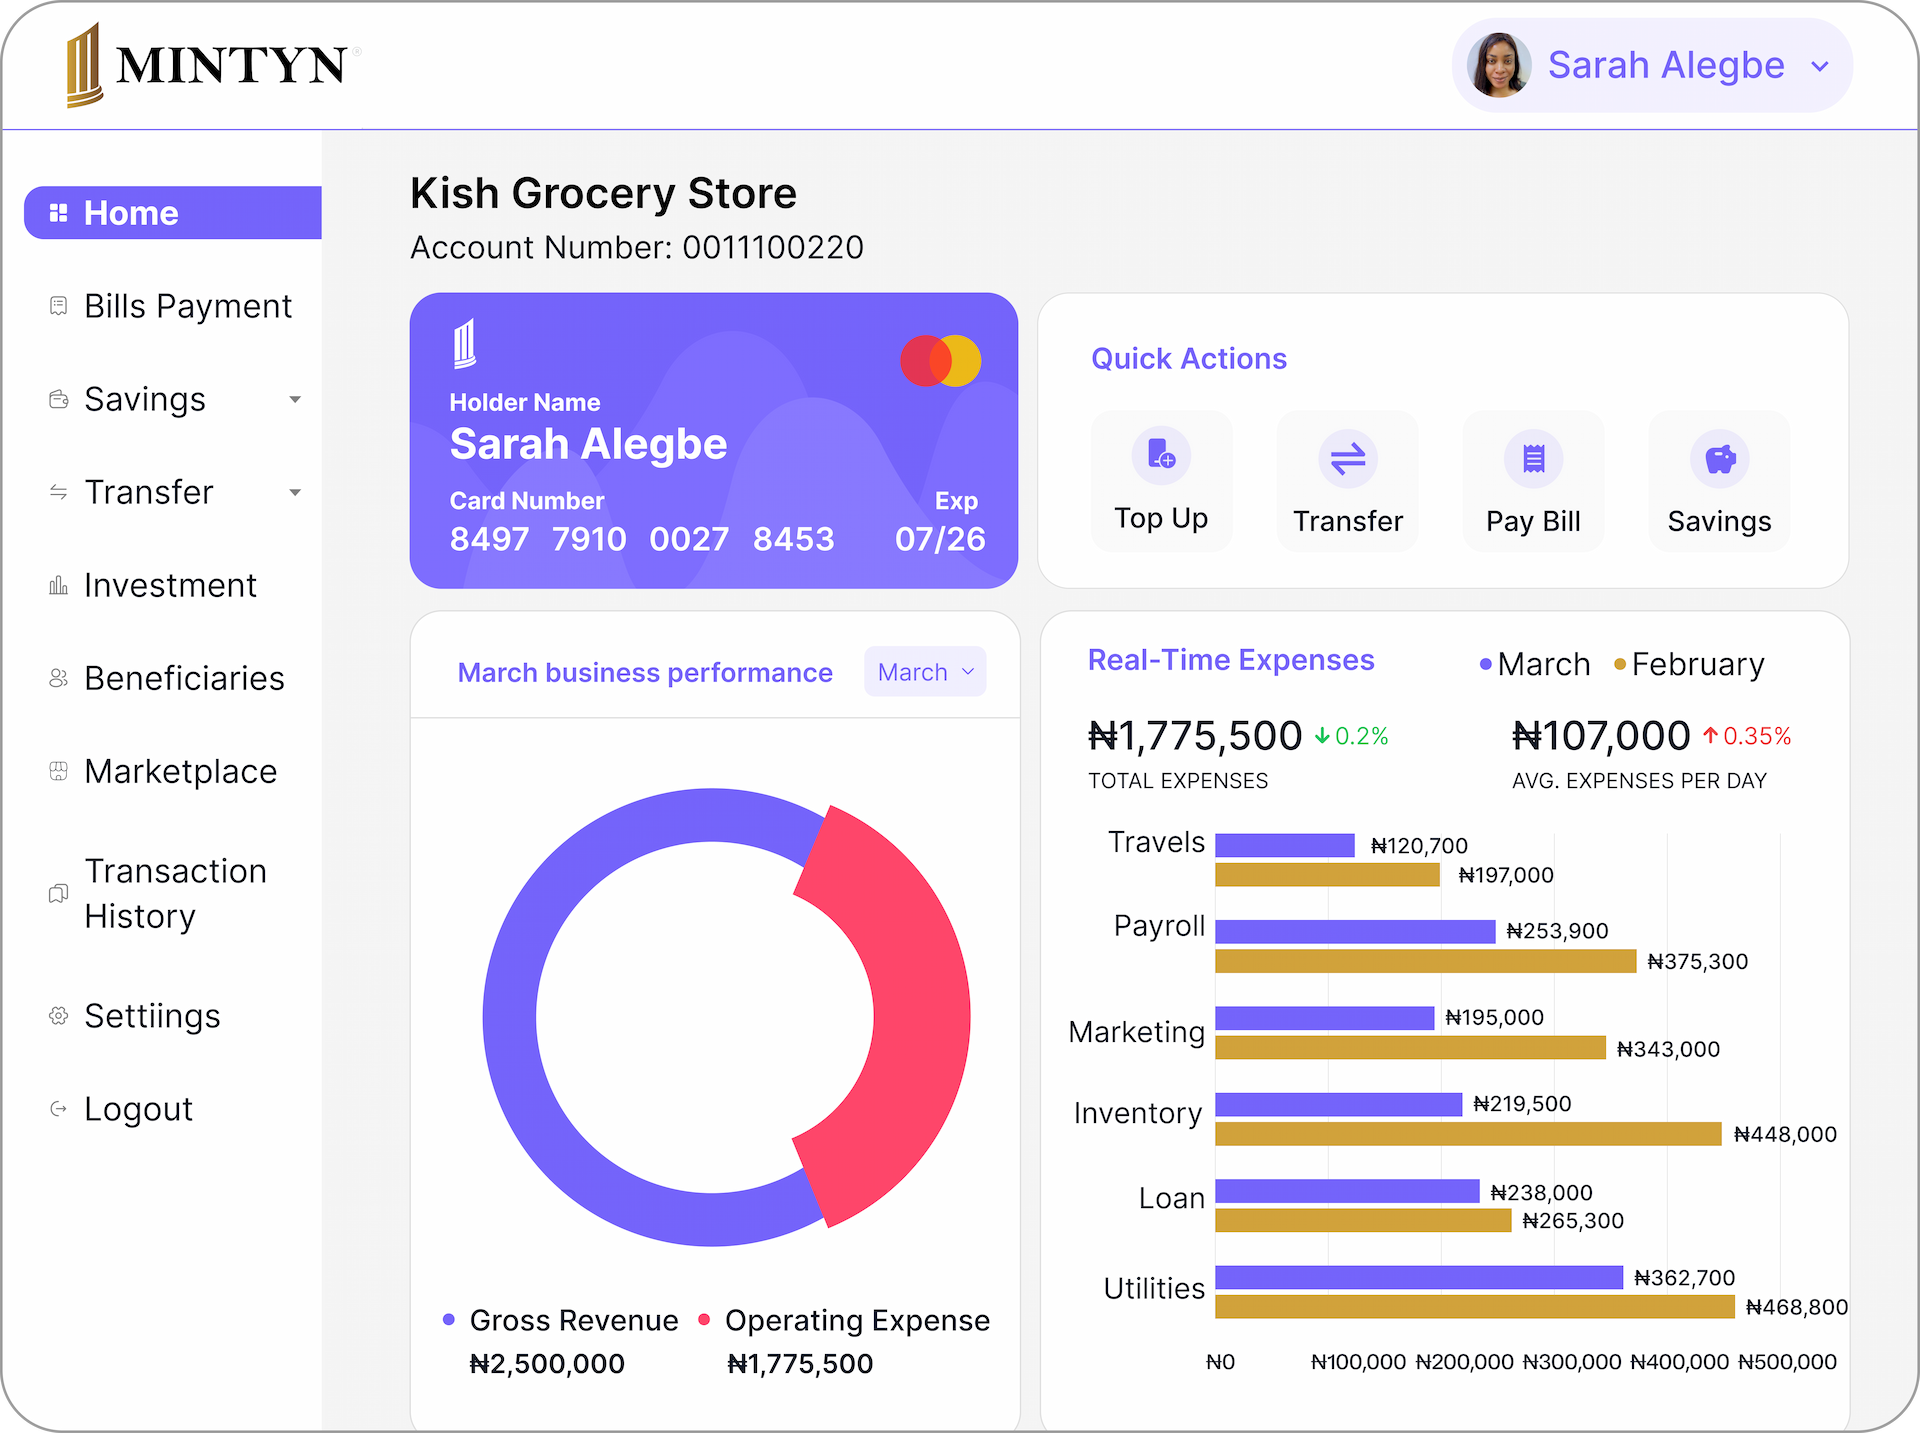 MINTYN®
Sarah Alegbe
Home
Bills Payment
Savings
Transfer
Investment
Beneficiaries
Marketplace
Transaction
History
Settiings
Logout
Kish Grocery Store
Account Number: 0011100220
Holder Name
Sarah Alegbe
Card Number Exp
8497 7910 0027 8453 07/26
Quick Actions
Top Up Transfer Pay Bill Savings
March business performance March
Gross Revenue Operating Expense
₦2,500,000 ₦1,775,500
Real-Time Expenses March February
₦1,775,500 0.2% ₦107,000 0.35%
TOTAL EXPENSES AVG. EXPENSES PER DAY
Travels ₦120,700
₦197,000
Payroll ₦253,900
₦375,300
Marketing ₦195,000
₦343,000
Inventory ₦219,500
₦448,000
Loan ₦238,000
₦265,300
Utilities ₦362,700
₦468,800
₦0 ₦100,000 ₦200,000 ₦300,000 ₦400,000 ₦500,000